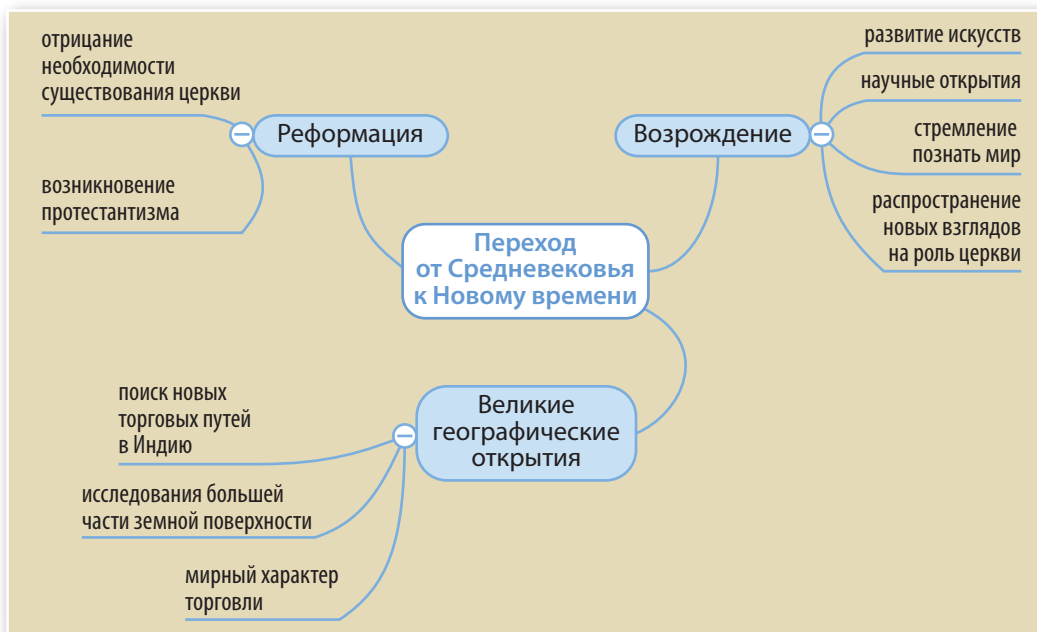 отрицание
необходимости
существования церкви
Реформация
возникновение
протестантизма
Возрождение
развитие искусств
научные открытия
стремление
познать мир
распространение
новых взглядов
на роль церкви
Переход
от Средневековья
к Новому времени
Великие
географические
открытия
поиск новых
торговых путей
в Индию
исследования большей
части земной поверхности
мирный характер
торговли